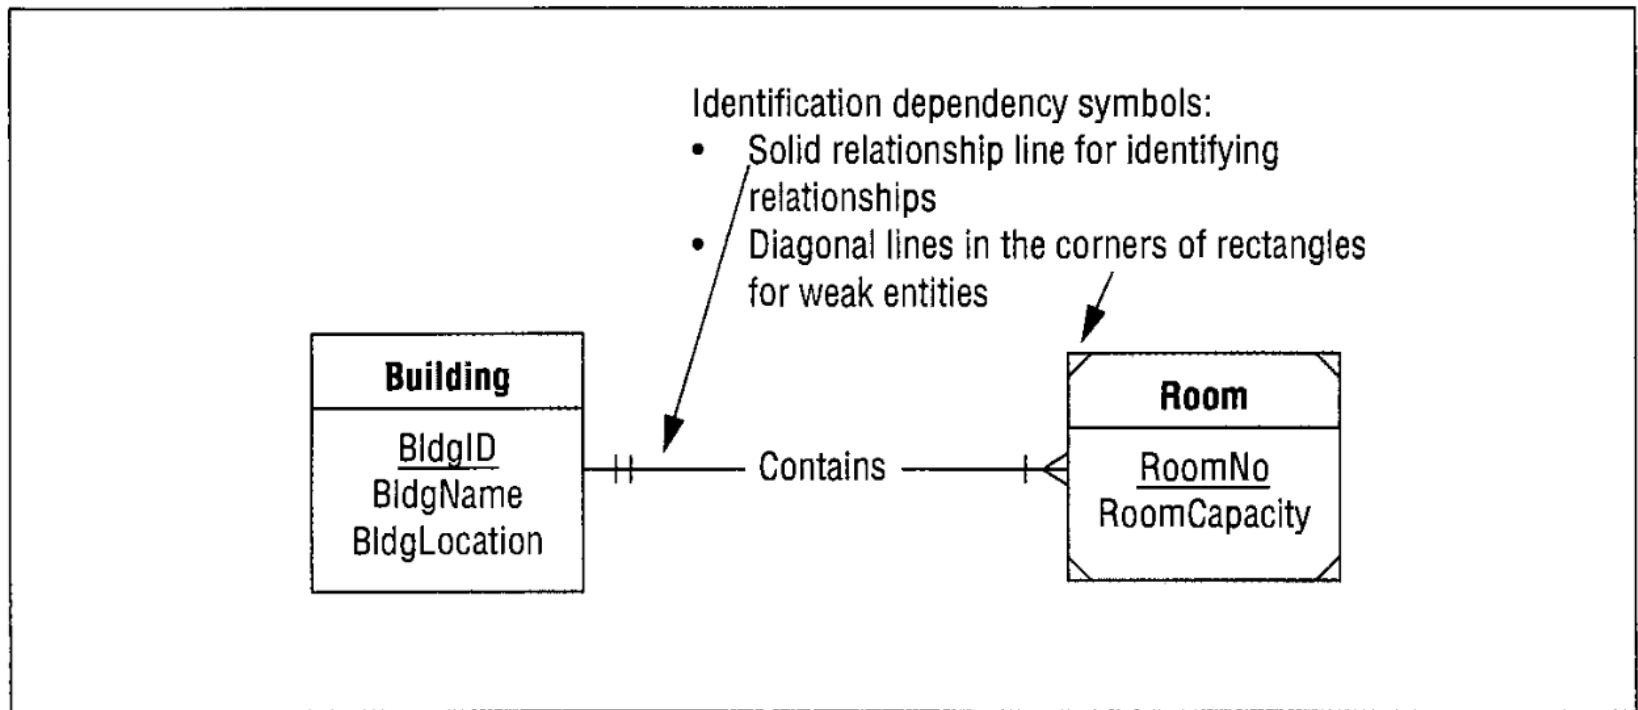 Identification dependency symbols:
• Solid relationship line for identifying
relationships
• Diagonal lines in the corners of rectangles
for weak entities
Building
BldgID
BldgName
BldgLocation
Contains
Room
RoomNo
RoomCapacity